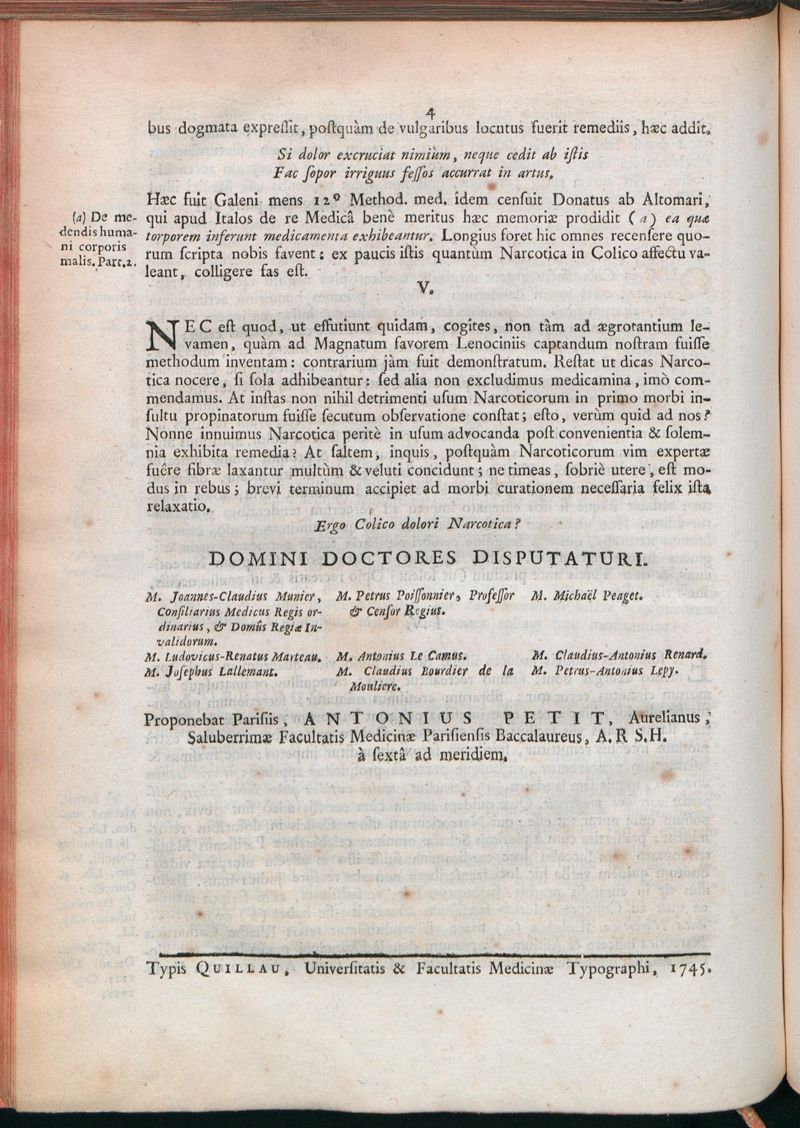 4
bus dogmata expreſſit, poſtquàm de vulgaribus locutus fuerit remediis, hæc addit.
Si dolor excruciat nimiùm, neque cedit ab iſtis
Fac ſopor irriguus feſſos accurrat in artus.
Hæc fuit Galeni mens 12º Method. med. idem cenſuit Donatus ab Altomari,
qui apud Italos de re Medicâ benè meritus hæc memoriæ prodidit (a) ea quæ
torporem inferunt medicamenta exhibeantur. Longius foret hic omnes recenſere quo-
rum ſcripta nobis favent: ex paucis iſtis quantùm Narcotica in Colico affectu va-
leant, colligere fas eſt.
(a) De me-
dendis huma-
ni corporis
malis. Part. 2.
V.
NEC eſt quod, ut effutiunt quidam, cogites, non tàm ad ægrotantium le-
vamen, quàm ad Magnatum favorem Lenociniis captandum noſtram fuiſſe
methodum inventam: contrarium jàm fuit demonſtratum. Reſtat ut dicas Narco-
tica nocere, ſi ſola adhibeantur: ſed alia non excludimus medicamina, imò com-
mendamus. At inſtas non nihil detrimenti uſum Narcoticorum in primo morbi in-
ſultu propinatorum fuiſſe ſecutum obſervatione conſtat; eſto, verùm quid ad nos?
Nonne innuimus Narcotica peritè in uſum advocanda poſt convenientia & ſolem-
nia exhibita remedia? At ſaltem, inquis, poſtquàm Narcoticorum vim expertæ
fuêre fibræ laxantur multùm & veluti concidunt; ne timeas, ſobriè utere, eſt mo-
dus in rebus; brevi terminum accipiet ad morbi curationem neceſſaria felix iſta
relaxatio.
Ergo Colico dolori Narcotica?
DOMINI DOCTORES DISPUTATURI.
M. Joannes-Claudius Munier,
Conſiliarius Medicus Regis or-
dinarius, & Domûs Regiæ In-
validorum.
M. Petrus Poiſſonnier, Profeſſor
& Cenſor Regius.
M. Michaël Peaget.
M. Ludovicus-Renatus Marteau.
M. Antonius Le Camus.
M. Claudius-Antonius Renard.
M. Joſephus Lallemant.
M. Claudius Bourdier de la
Mouliere.
M. Petrus-Antonius Lepy.
Proponebat Pariſiis, ANTONIUS PETIT, Aurelianus,
Saluberrimæ Facultatis Medicinæ Pariſienſis Baccalaureus, A. R. S. H.
à ſextâ ad meridiem.
Typis QUILLAU, Univerſitatis & Facultatis Medicinæ Typographi, 1745.